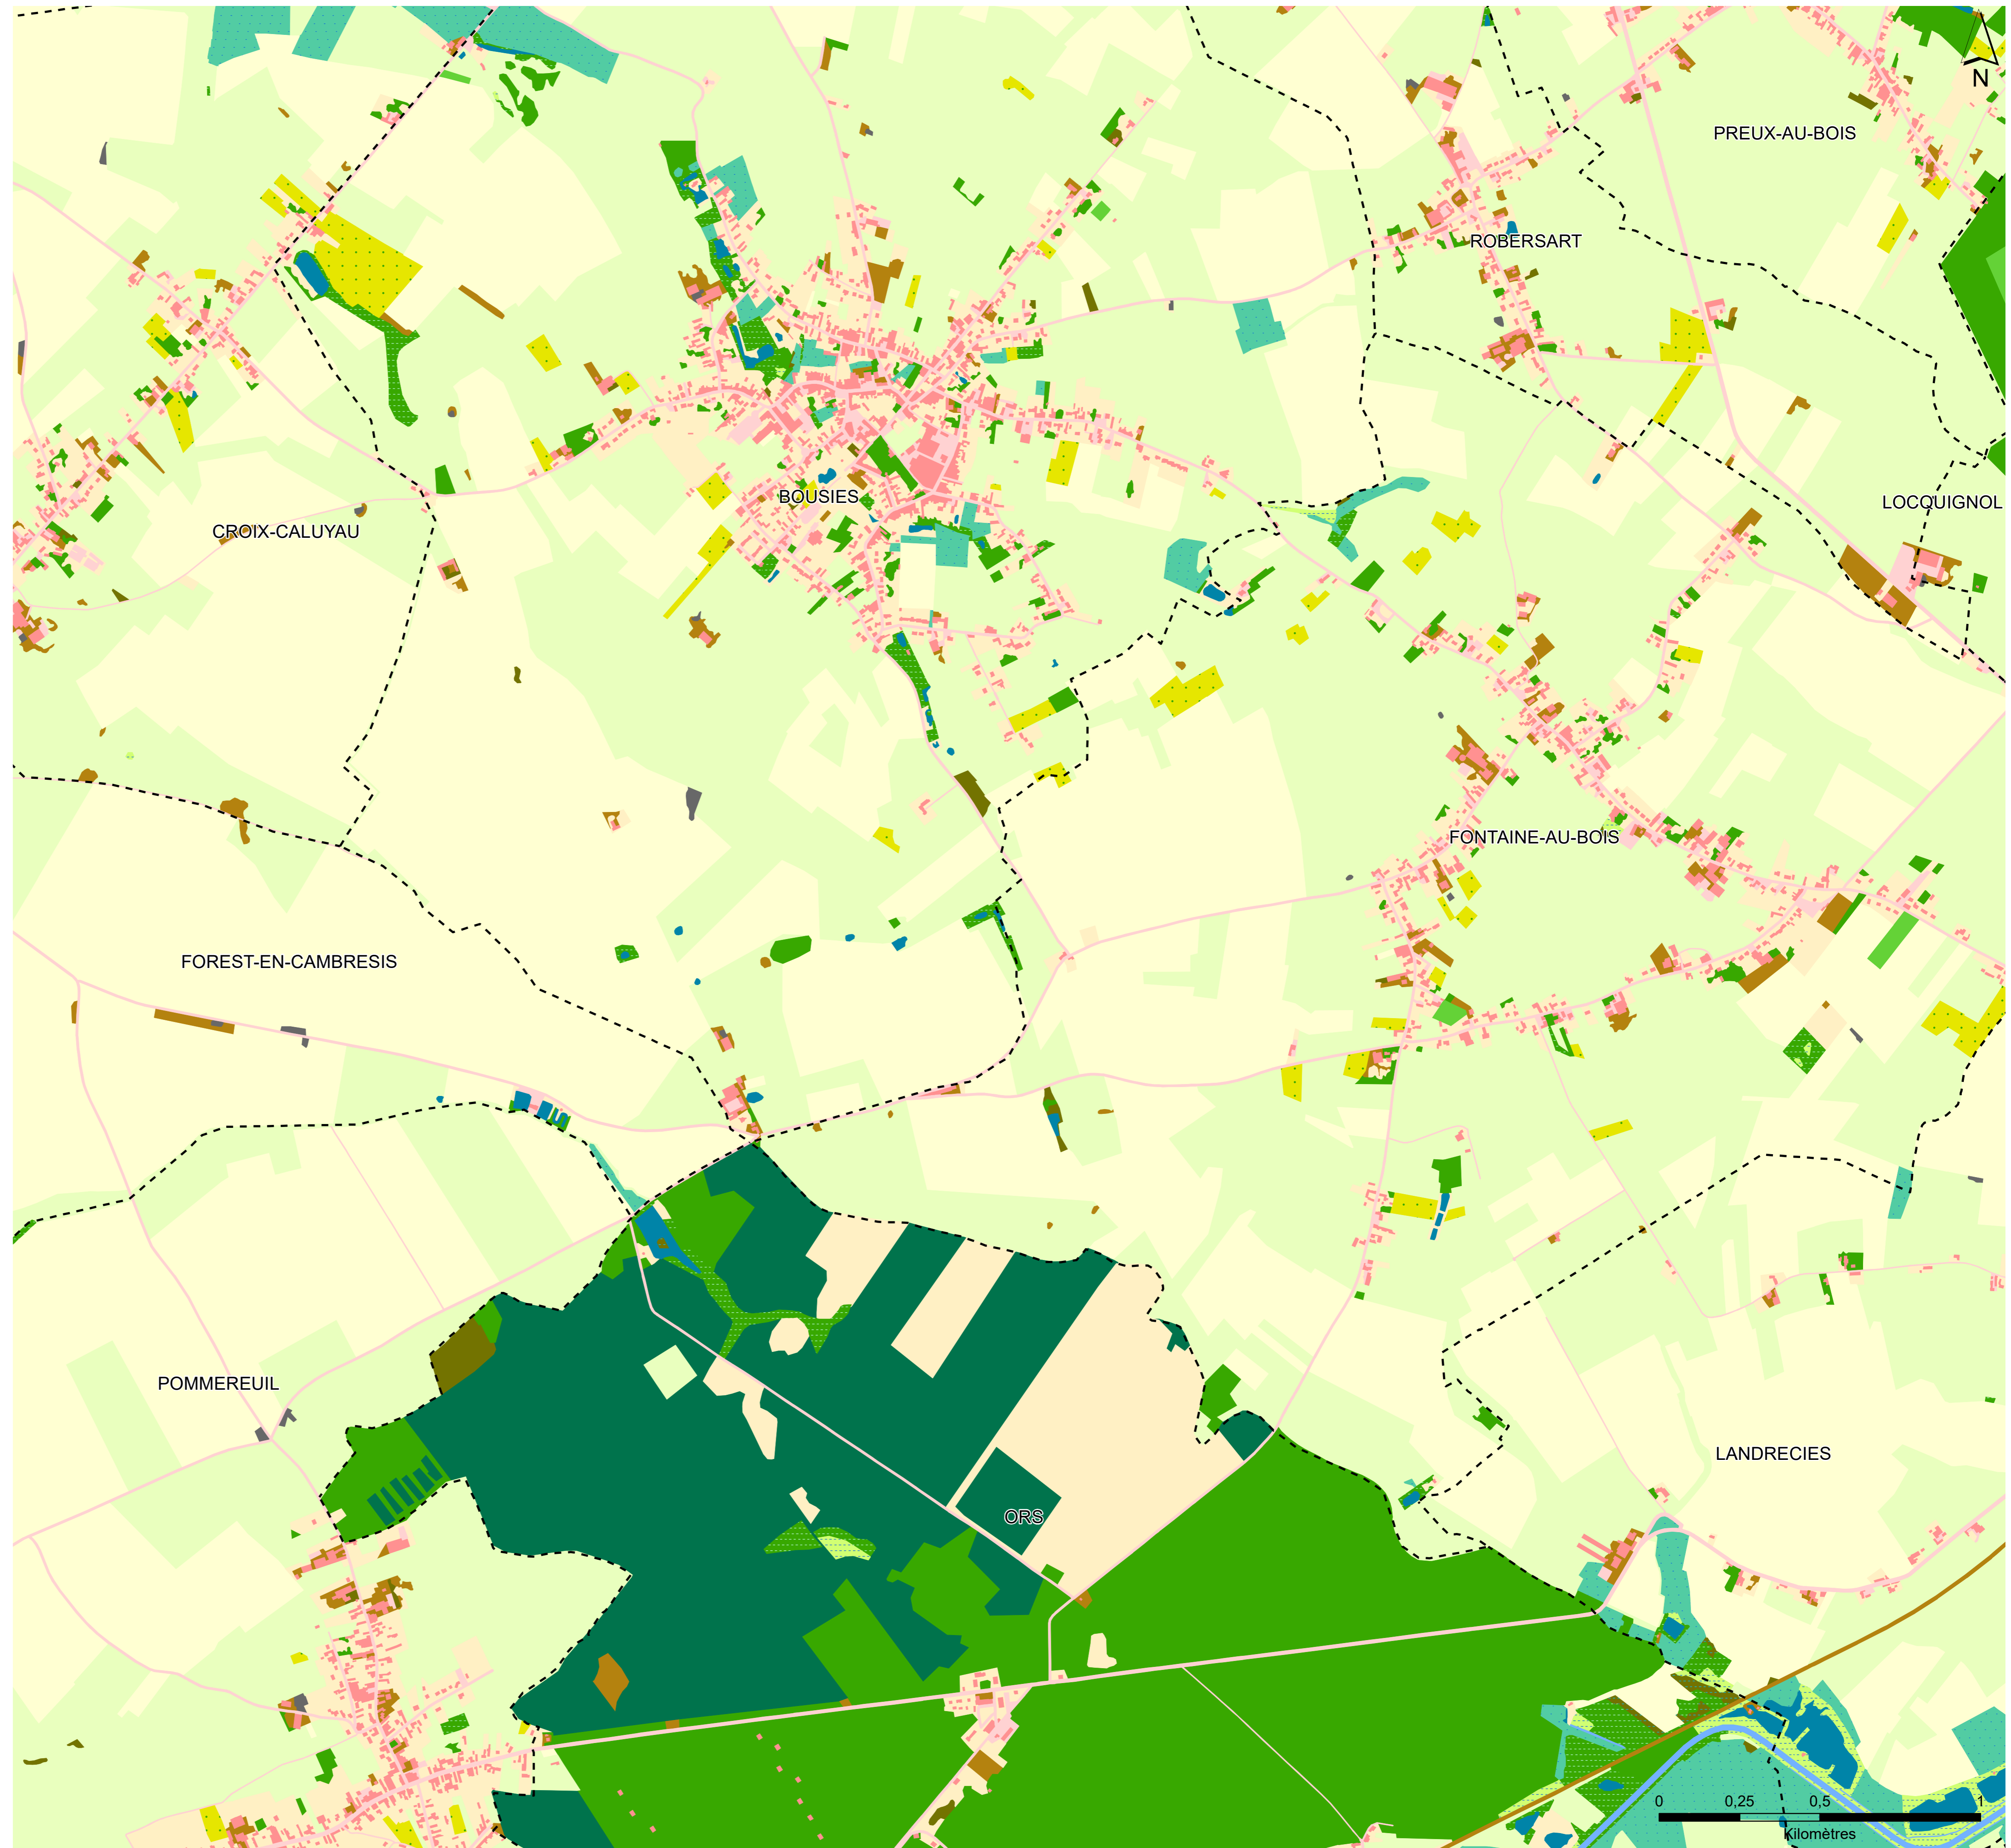 N
PREUX-AU-BOIS
ROBERSART
BOUSIES
LOCQUIGNOL
CROIX-CALUYAU
FONTAINE-AU-BOIS
FOREST-EN-CAMBRESIS
POMMEREUIL
LANDRECIES
ORS
0 0,25 0,5 1
Kilomètres